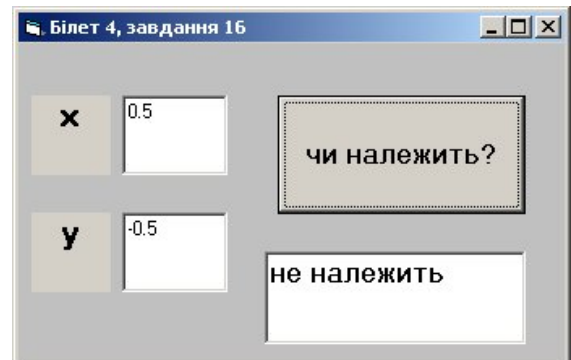 Білет 4, завдання 16
x
0.5
чи належить?
y
-0.5
не належить